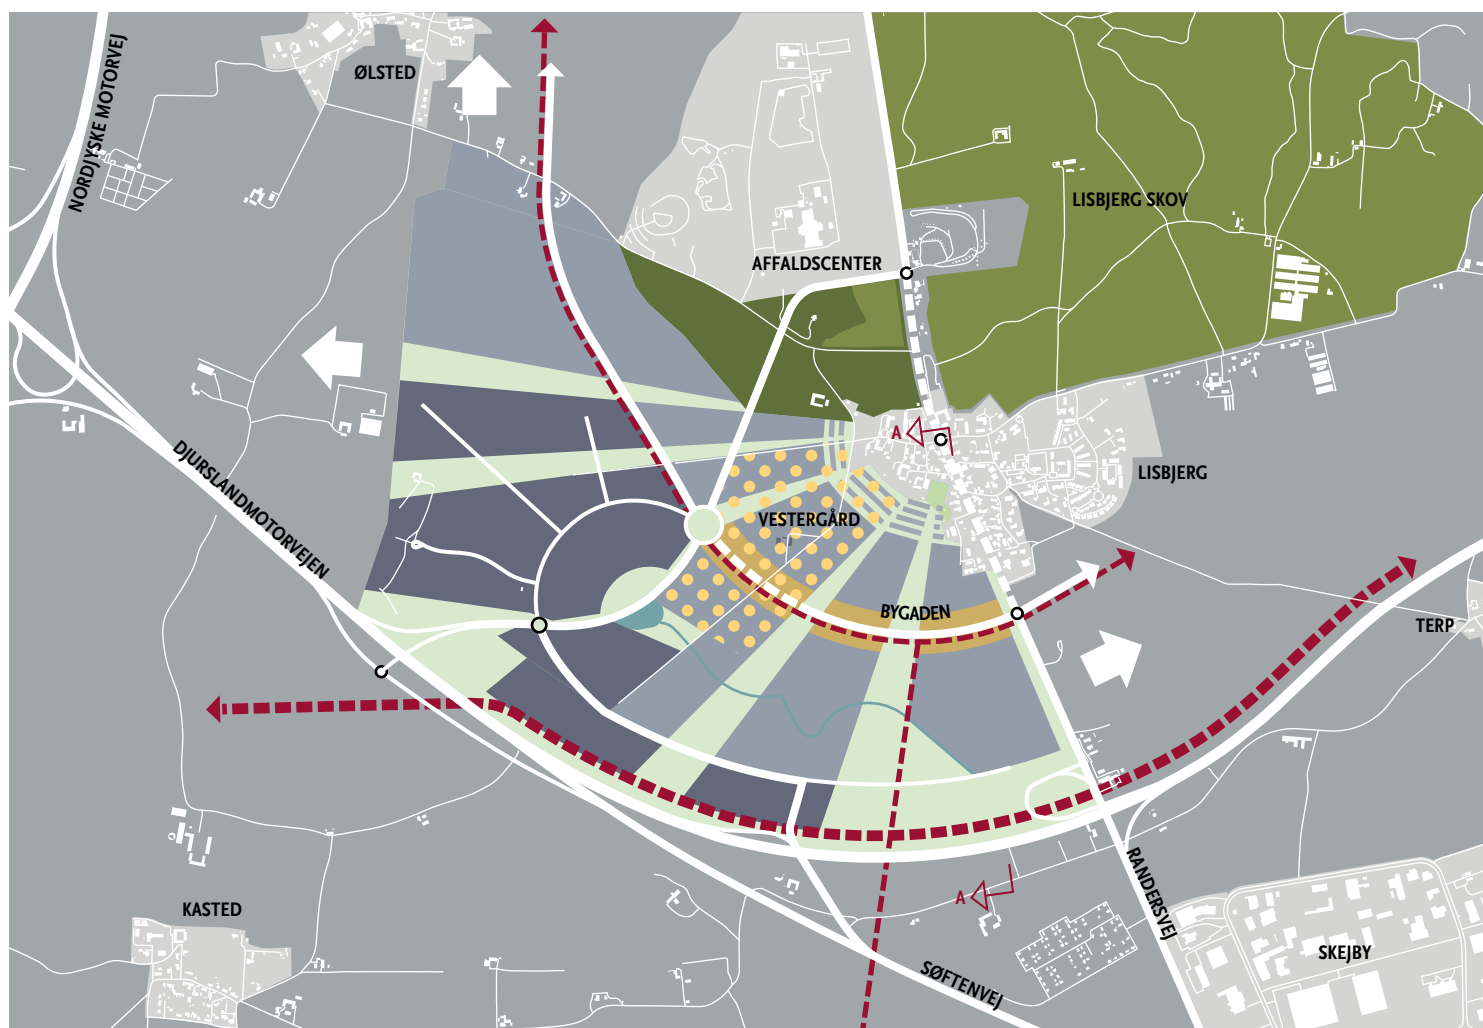 ØLSTED
NORDJYSKE MOTORVEJ
LISBJERG SKOV
AFFALDSCENTER
A
LISBJERG
DJURSLANDMOTORVEJEN
VESTERGÅRD
BYGADEN
TERP
A
RANDERSVEJ
KASTED
SKEJBY
SØFTENVEJ